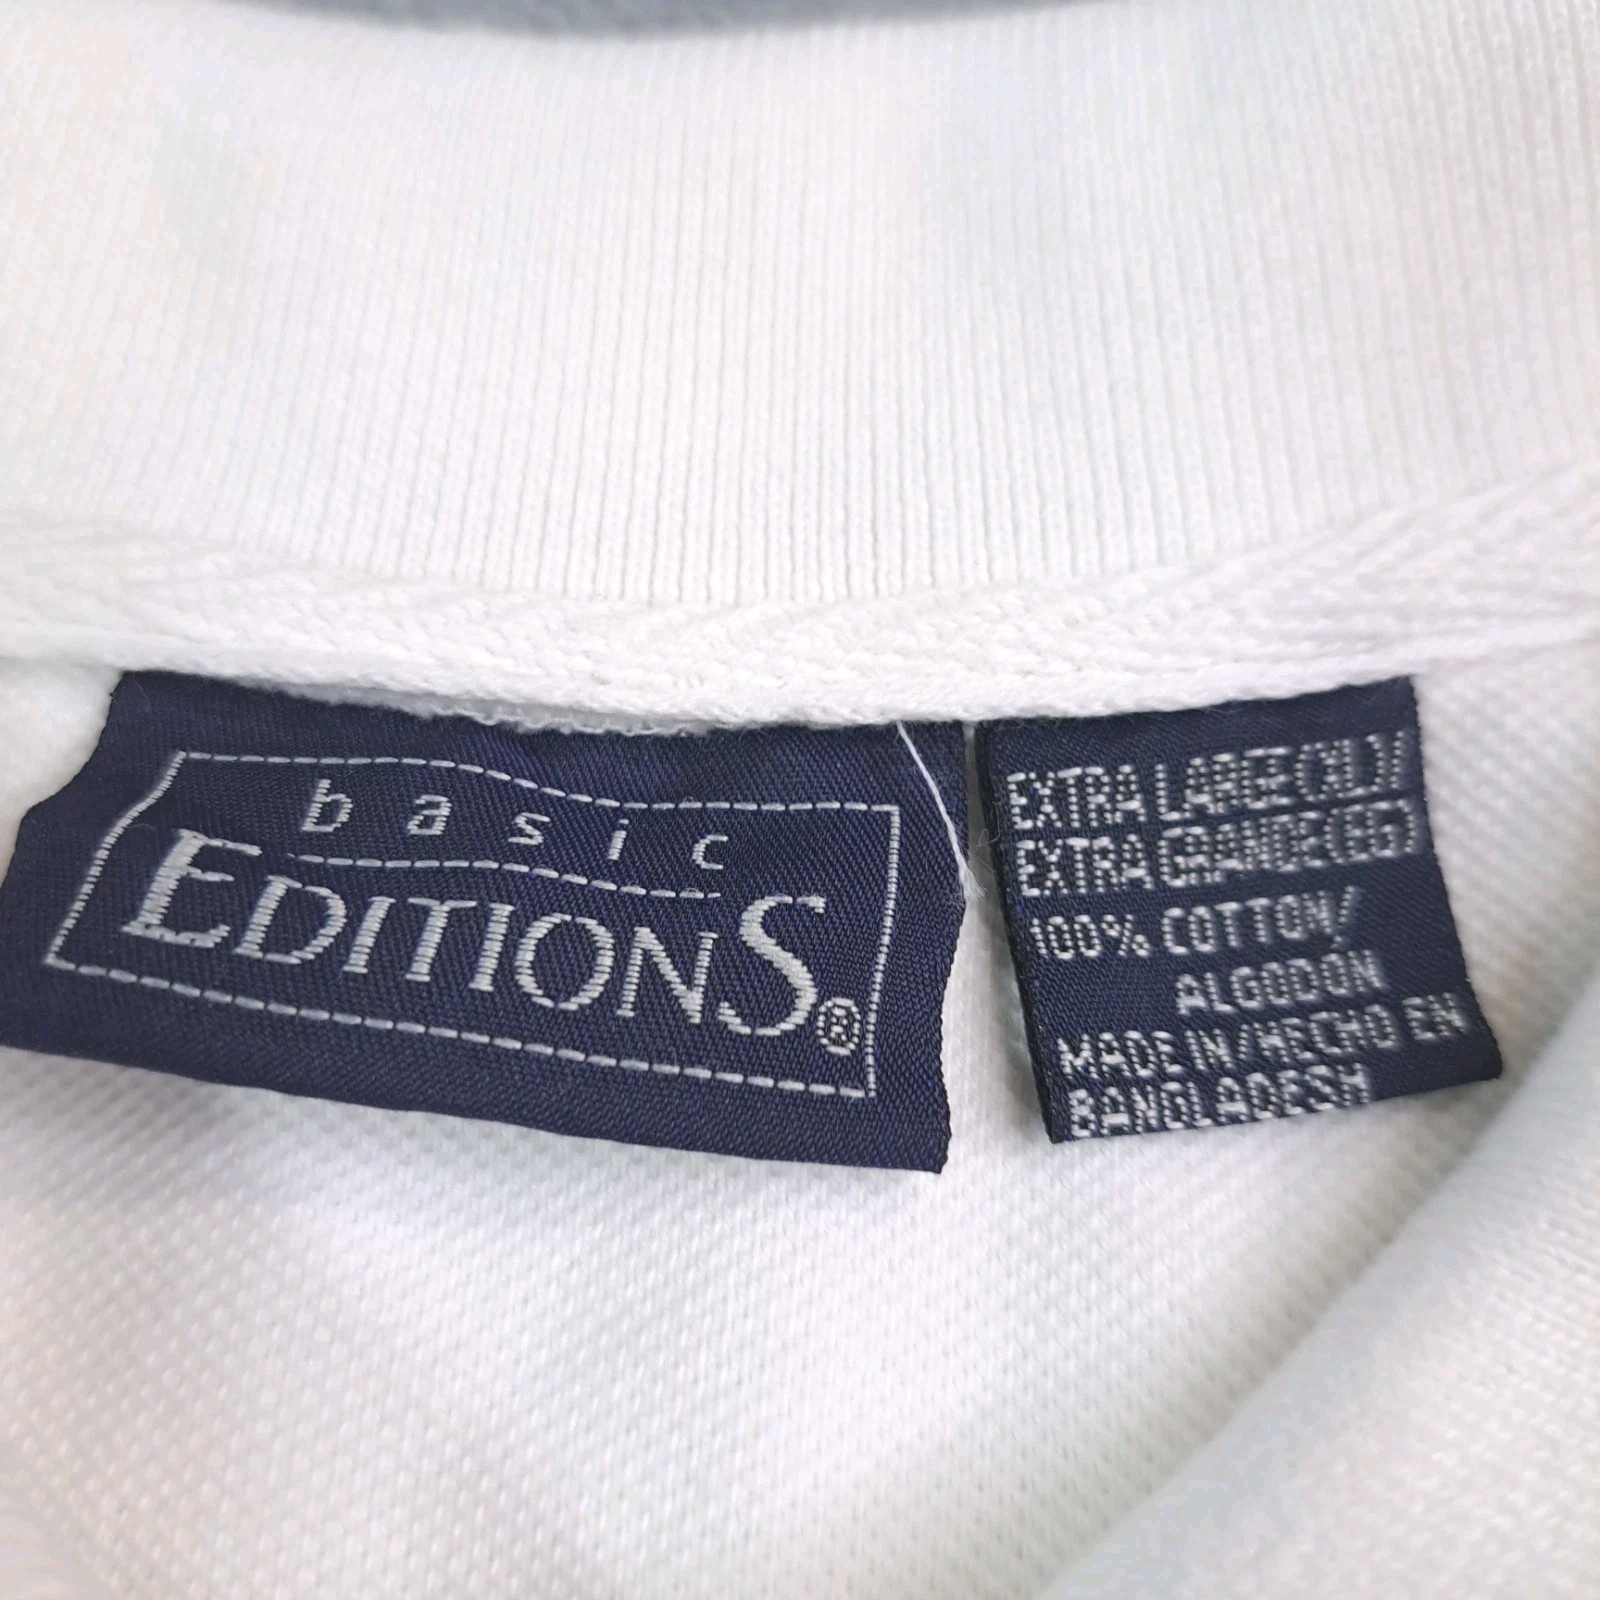 basic
EDITIONS®
EXTRA LARGE(XL)/
EXTRA GRANDE(EG)
100% COTTON/
ALGODON
MADE IN/HECHO EN
BANGLADESH